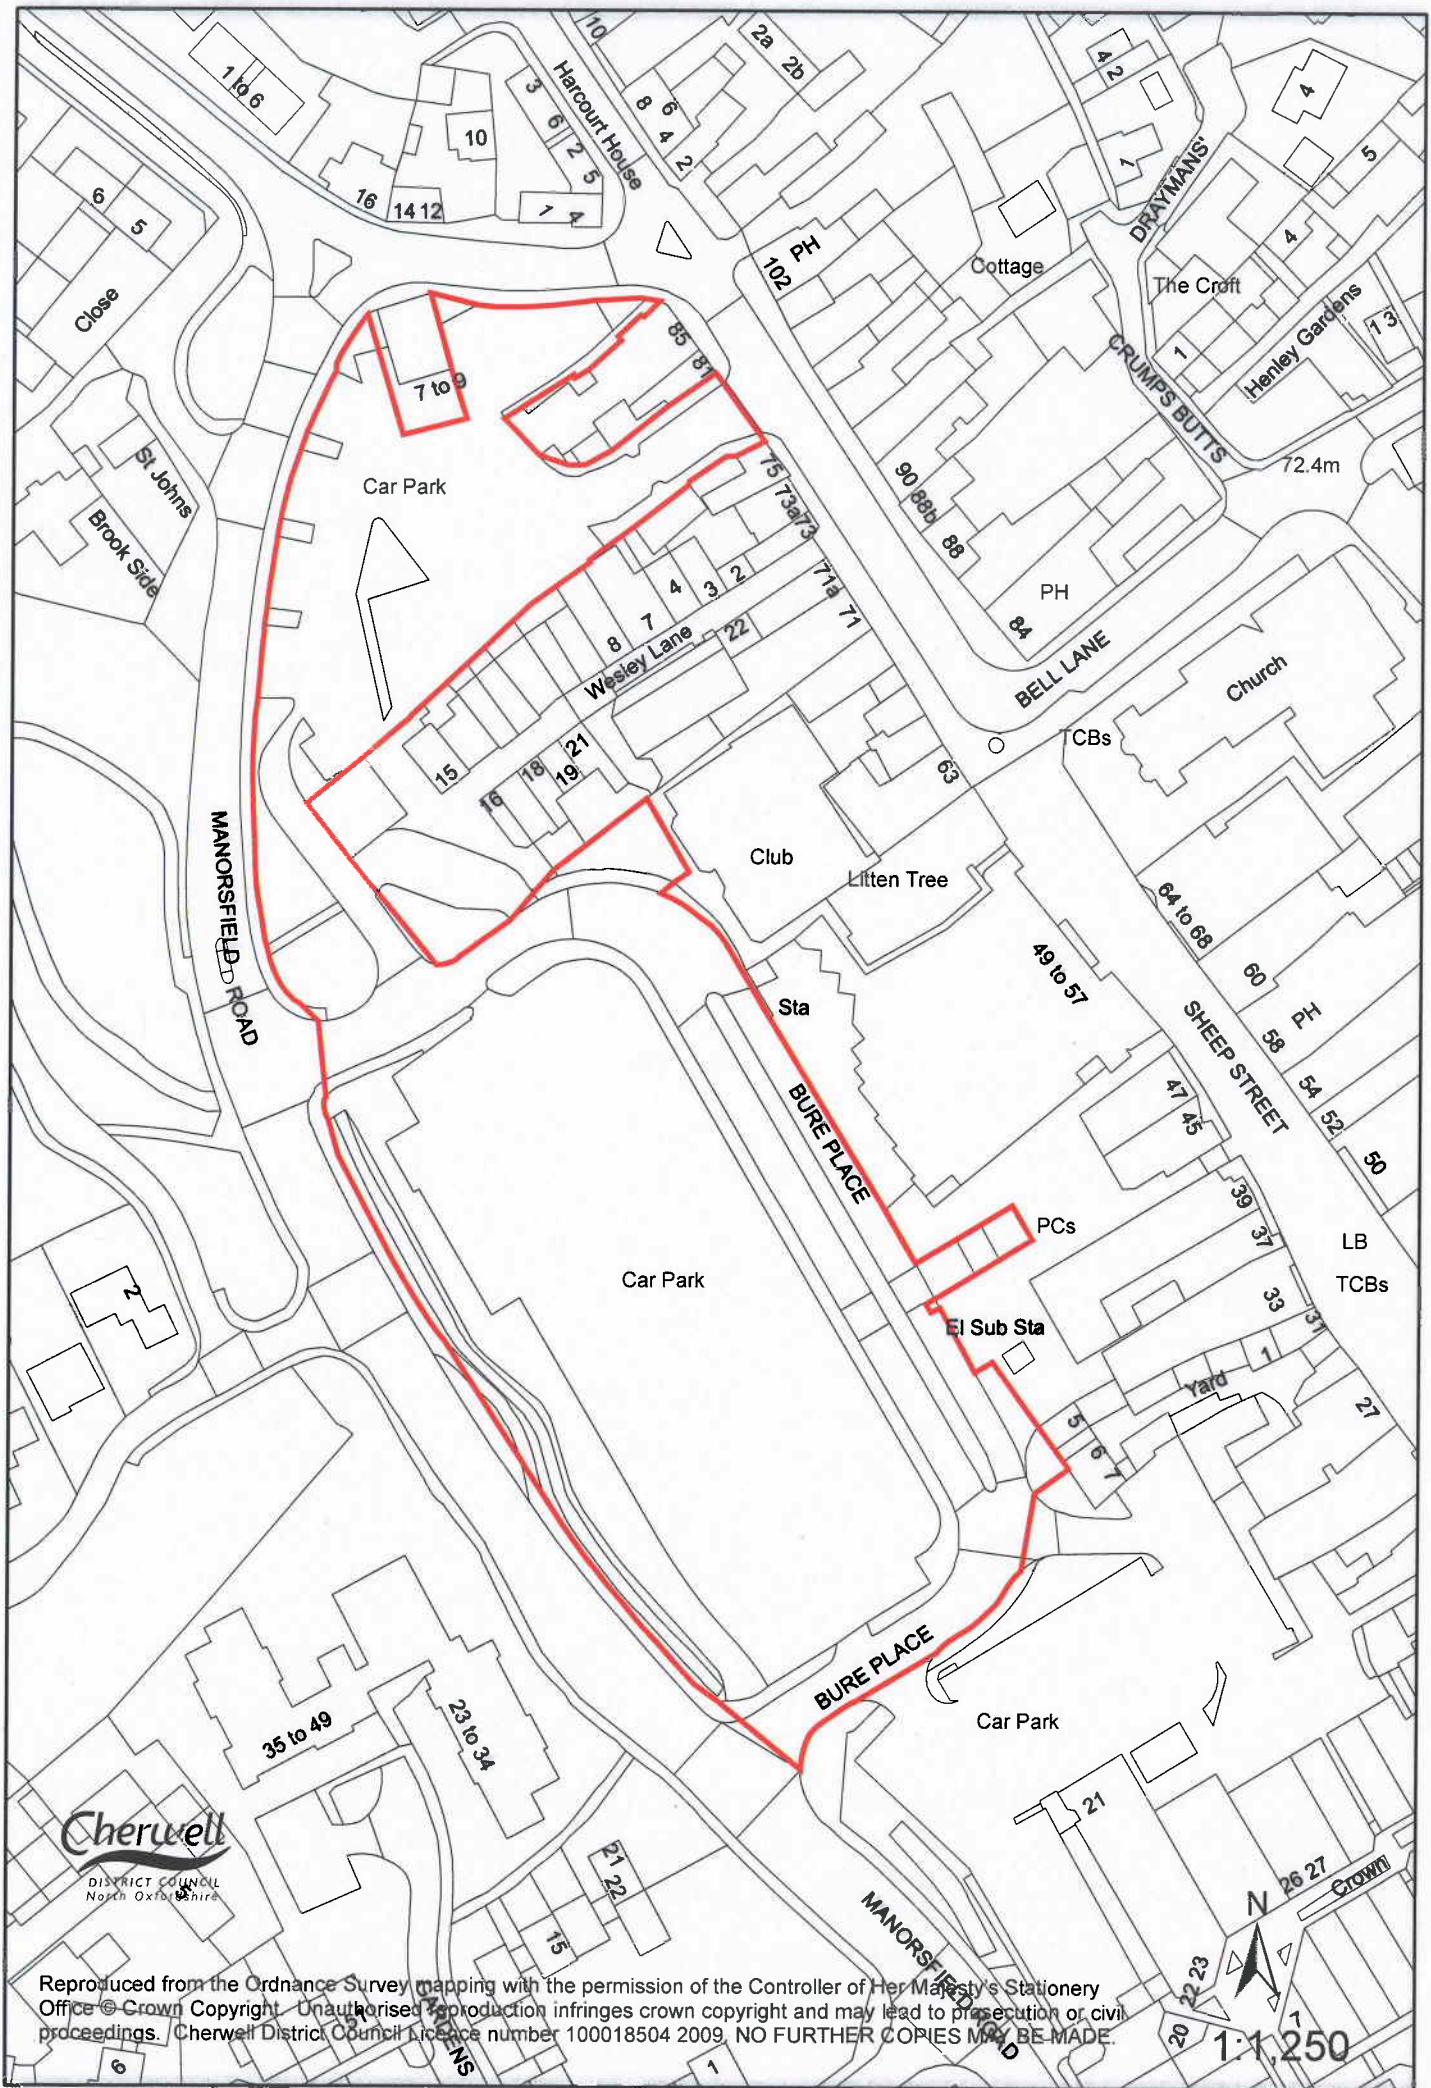 10
2a
2b
4 2
4
1 to 6
Harcourt House
3
6
2
5
8 6
4
2
10
1
DRAYMANS'
5
6
5
16
14 12
1 4
102
PH
Cottage
The Croft
4
Close
85
81
7 to 9
1
Henley Gardens
1 3
CRUMPS BUTTS
72.4m
St Johns
Brook Side
Car Park
75
73a
73
90
88b
88
71a
71
PH
84
BELL LANE
Church
8
7
4
3
2
Wesley Lane
22
15
16
18
19
21
63
TCBs
MANORSFIELD ROAD
Club
Litten Tree
64 to 68
49 to 57
60
PH
58
54
52
50
Sta
SHEEP STREET
47
45
BURE PLACE
39
37
PCs
LB
TCBs
2
Car Park
El Sub Sta
33
31
1
Yard
27
5
6
7
BURE PLACE
35 to 49
23 to 34
Car Park
21
Cherwell
DISTRICT COUNCIL
North Oxfordshire
21
22
15
26 27
Crown
N
MANORSFIELD ROAD
22 23
20
7
Reproduced from the Ordnance Survey mapping with the permission of the Controller of Her Majesty's Stationery
Office © Crown Copyright. Unauthorised reproduction infringes crown copyright and may lead to prosecution or civil
proceedings. Cherwell District Council Licence number 100018504 2009. NO FURTHER COPIES MAY BE MADE.
1:1,250
GARDENS
6
1